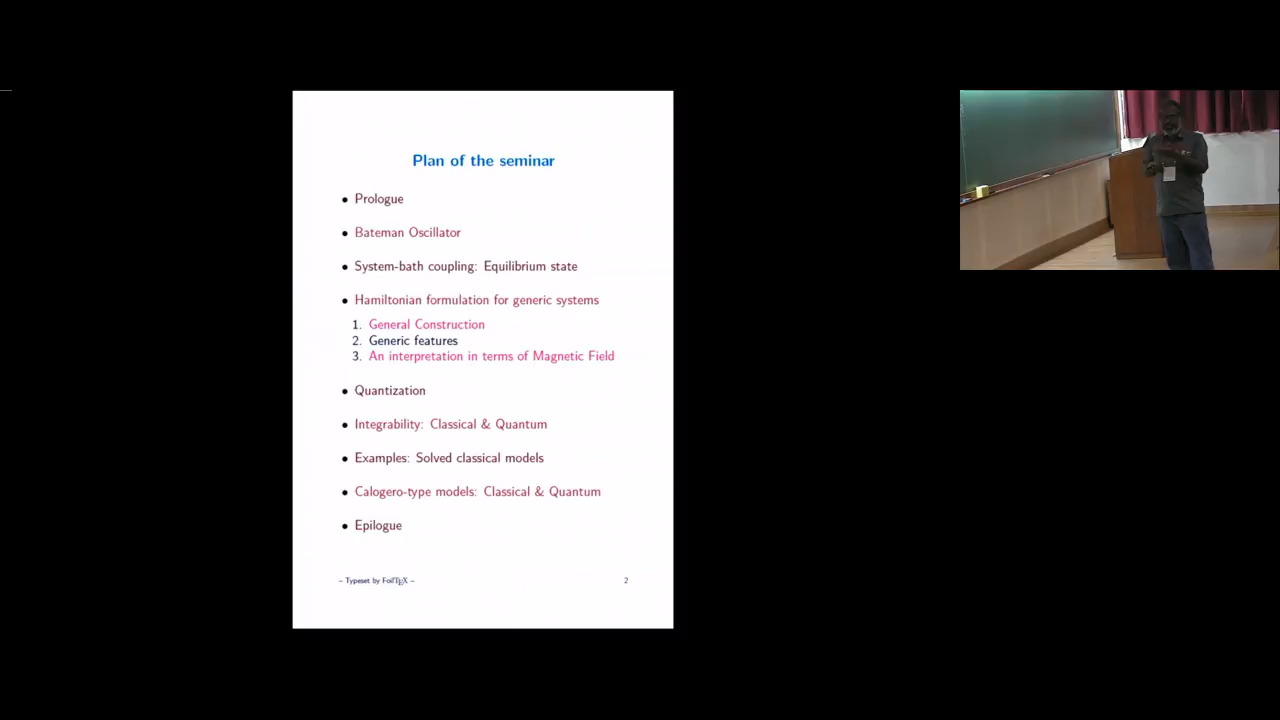 Plan of the seminar
• Prologue
• Bateman Oscillator
• System-bath coupling: Equilibrium state
• Hamiltonian formulation for generic systems
1. General Construction
2. Generic features
3. An interpretation in terms of Magnetic Field
• Quantization
• Integrability: Classical & Quantum
• Examples: Solved classical models
• Calogero-type models: Classical & Quantum
• Epilogue
– Typeset by FoilTEX –
2